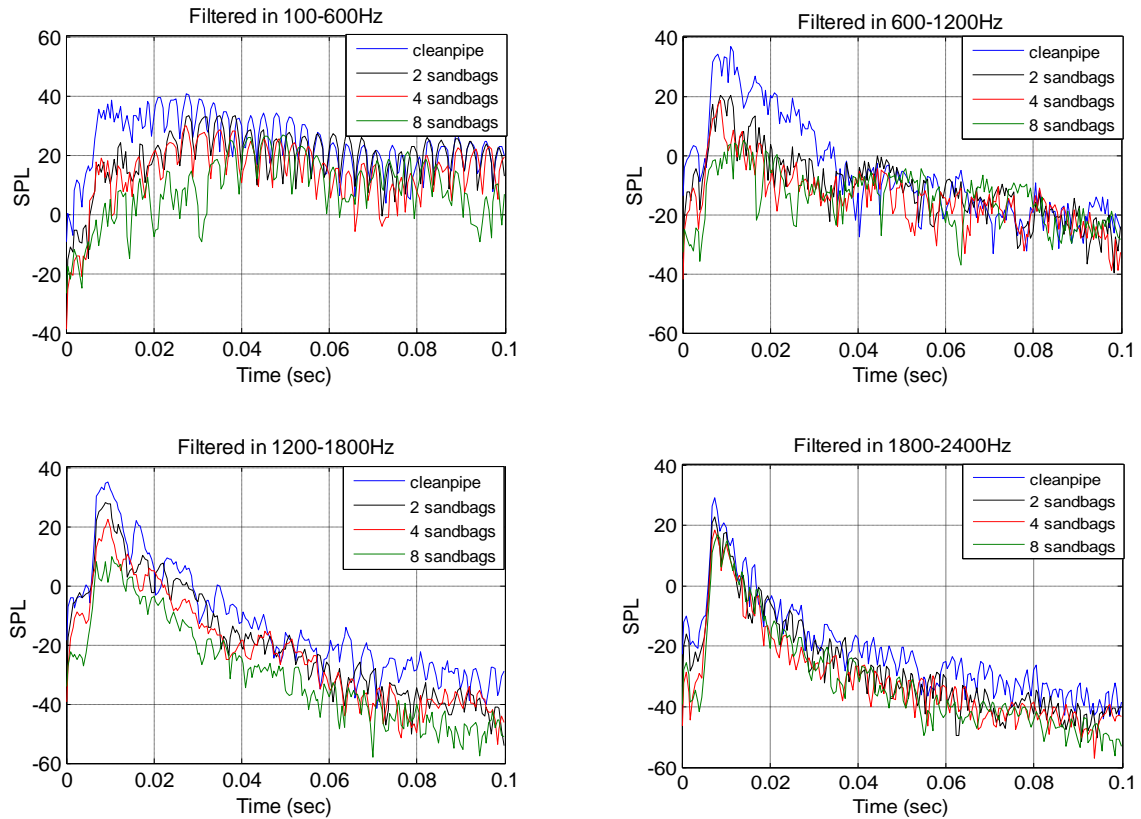 Filtered in 100-600Hz
60
40
20
0
-20
-40
SPL
cleanpipe
2 sandbags
4 sandbags
8 sandbags
0 0.02 0.04 0.06 0.08 0.1
Time (sec)
Filtered in 600-1200Hz
40
20
0
-20
-40
-60
SPL
cleanpipe
2 sandbags
4 sandbags
8 sandbags
0 0.02 0.04 0.06 0.08 0.1
Time (sec)
Filtered in 1200-1800Hz
40
20
0
-20
-40
-60
SPL
cleanpipe
2 sandbags
4 sandbags
8 sandbags
0 0.02 0.04 0.06 0.08 0.1
Time (sec)
Filtered in 1800-2400Hz
40
20
0
-20
-40
-60
SPL
cleanpipe
2 sandbags
4 sandbags
8 sandbags
0 0.02 0.04 0.06 0.08 0.1
Time (sec)